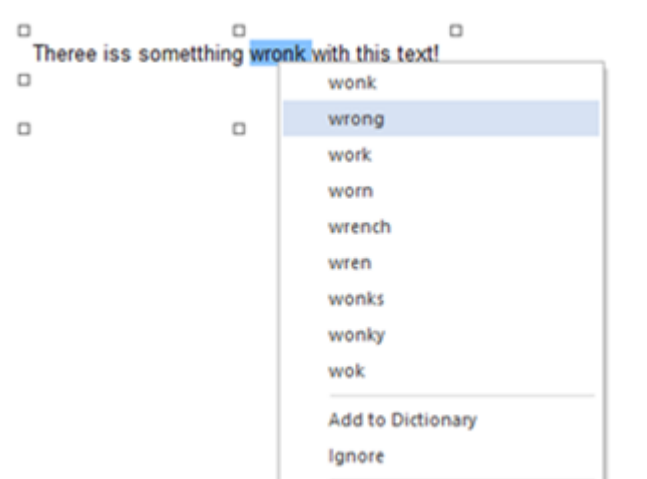 Theree iss sometthing wronk with this text!
wonk
wrong
work
worn
wrench
wren
wonks
wonky
wok
Add to Dictionary
Ignore